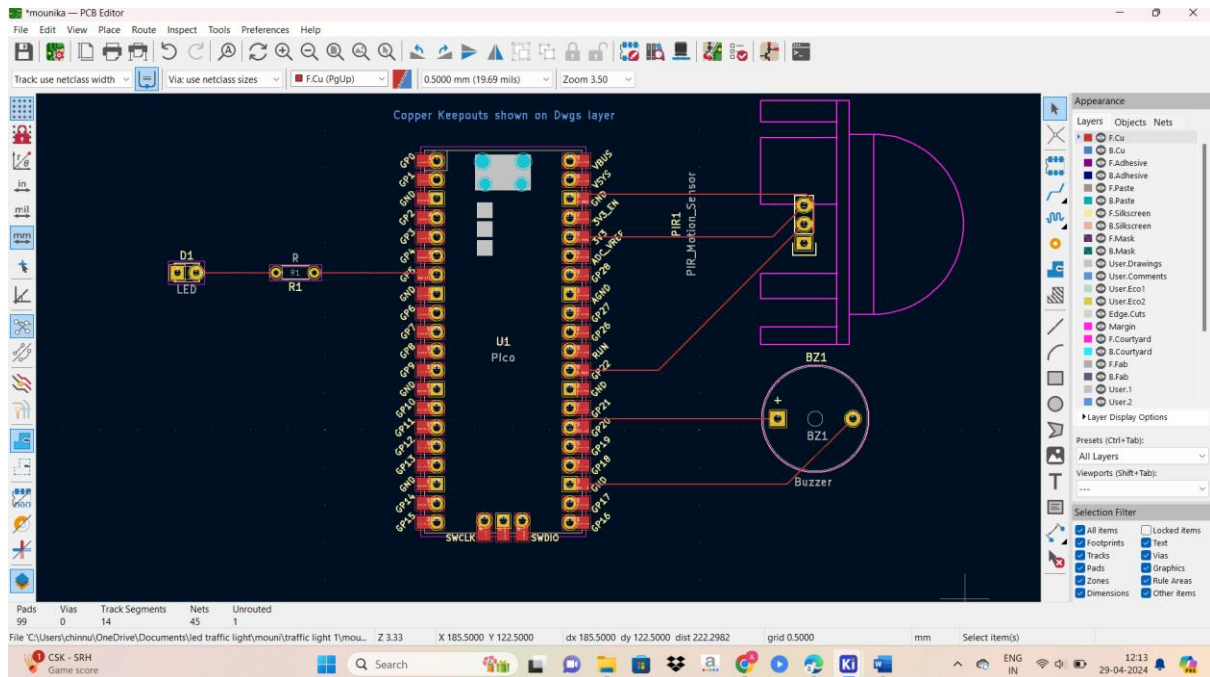 *mounika — PCB Editor
File Edit View Place Route Inspect Tools Preferences Help
Track: use netclass width
Via: use netclass sizes
F.Cu (PgUp)
0.5000 mm (19.69 mils)
Zoom 3.50
in
mil
mm
Copper Keepouts shown on Dwgs layer
GP0
GP1
GND
GP2
GP3
GP4
GP5
GND
GP6
GP7
GP8
GP9
GND
GP10
GP11
GP12
GP13
GND
GP14
GP15
VBUS
VSYS
GND
3V3_EN
3V3
ADC_VREF
GP28
AGND
GP27
GP26
RUN
GP22
GND
GP21
GP20
GP19
GP18
GND
GP17
GP16
SWCLK
SWDIO
U1
Pico
D1
LED
R
R1
R1
PIR1
PIR_Motion_Sensor
BZ1
+
BZ1
Buzzer
Appearance
Layers Objects Nets
F.Cu
B.Cu
F.Adhesive
B.Adhesive
F.Paste
B.Paste
F.Silkscreen
B.Silkscreen
F.Mask
B.Mask
User.Drawings
User.Comments
User.Eco1
User.Eco2
Edge.Cuts
Margin
F.Courtyard
B.Courtyard
F.Fab
B.Fab
User.1
User.2
Layer Display Options
Presets (Ctrl+Tab):
All Layers
Viewports (Shift+Tab):
---
Selection Filter
All items Locked items
Footprints Text
Tracks Vias
Pads Graphics
Zones Rule Areas
Dimensions Other items
Pads Vias Track Segments Nets Unrouted
99 0 14 45 1
File 'C:\Users\chinnu\OneDrive\Documents\led traffic light\mouni\traffic light 1\mou... Z 3.33 X 185.5000 Y 122.5000 dx 185.5000 dy 122.5000 dist 222.2982 grid 0.5000 mm Select item(s)
CSK - SRH
Game score
Search
ENG
IN
12:13
29-04-2024